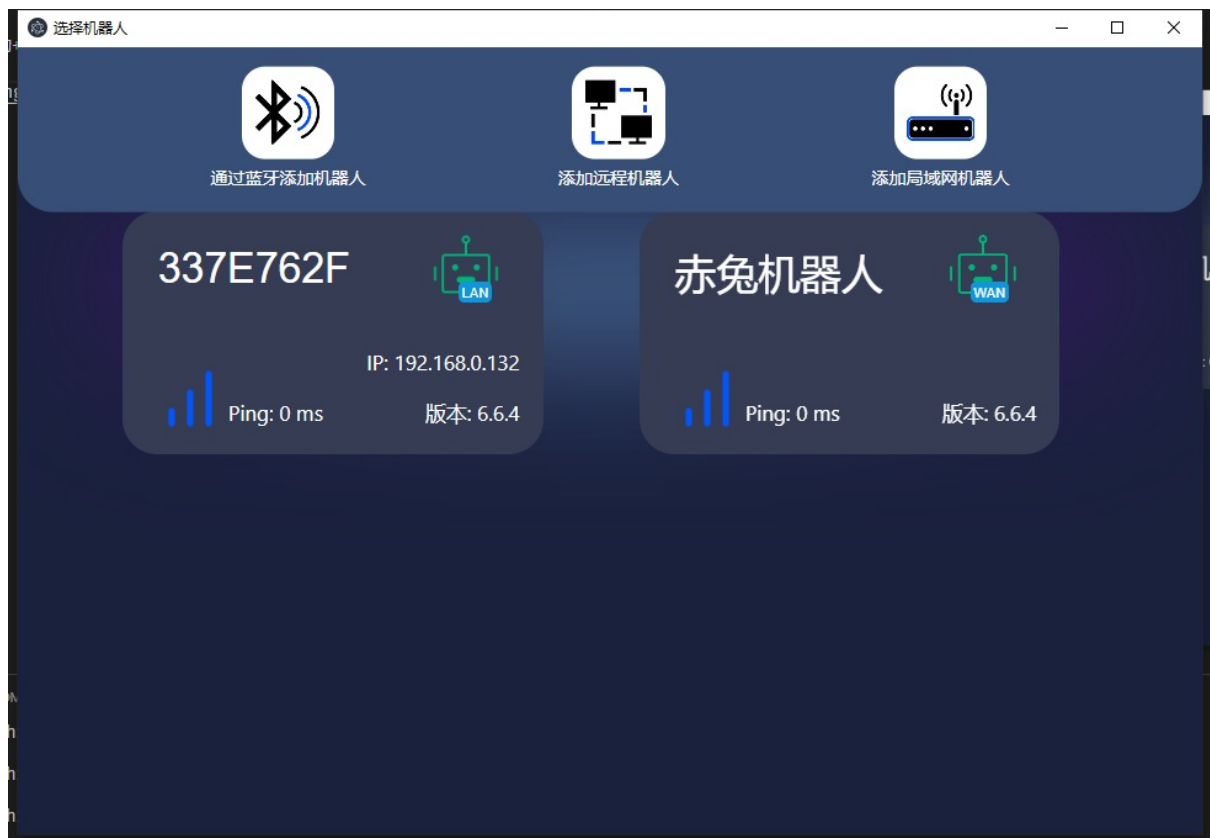 选择机器人
通过蓝牙添加机器人
添加远程机器人
添加局域网机器人
337E762F
LAN
IP: 192.168.0.132
Ping: 0 ms
版本: 6.6.4
赤兔机器人
WAN
Ping: 0 ms
版本: 6.6.4